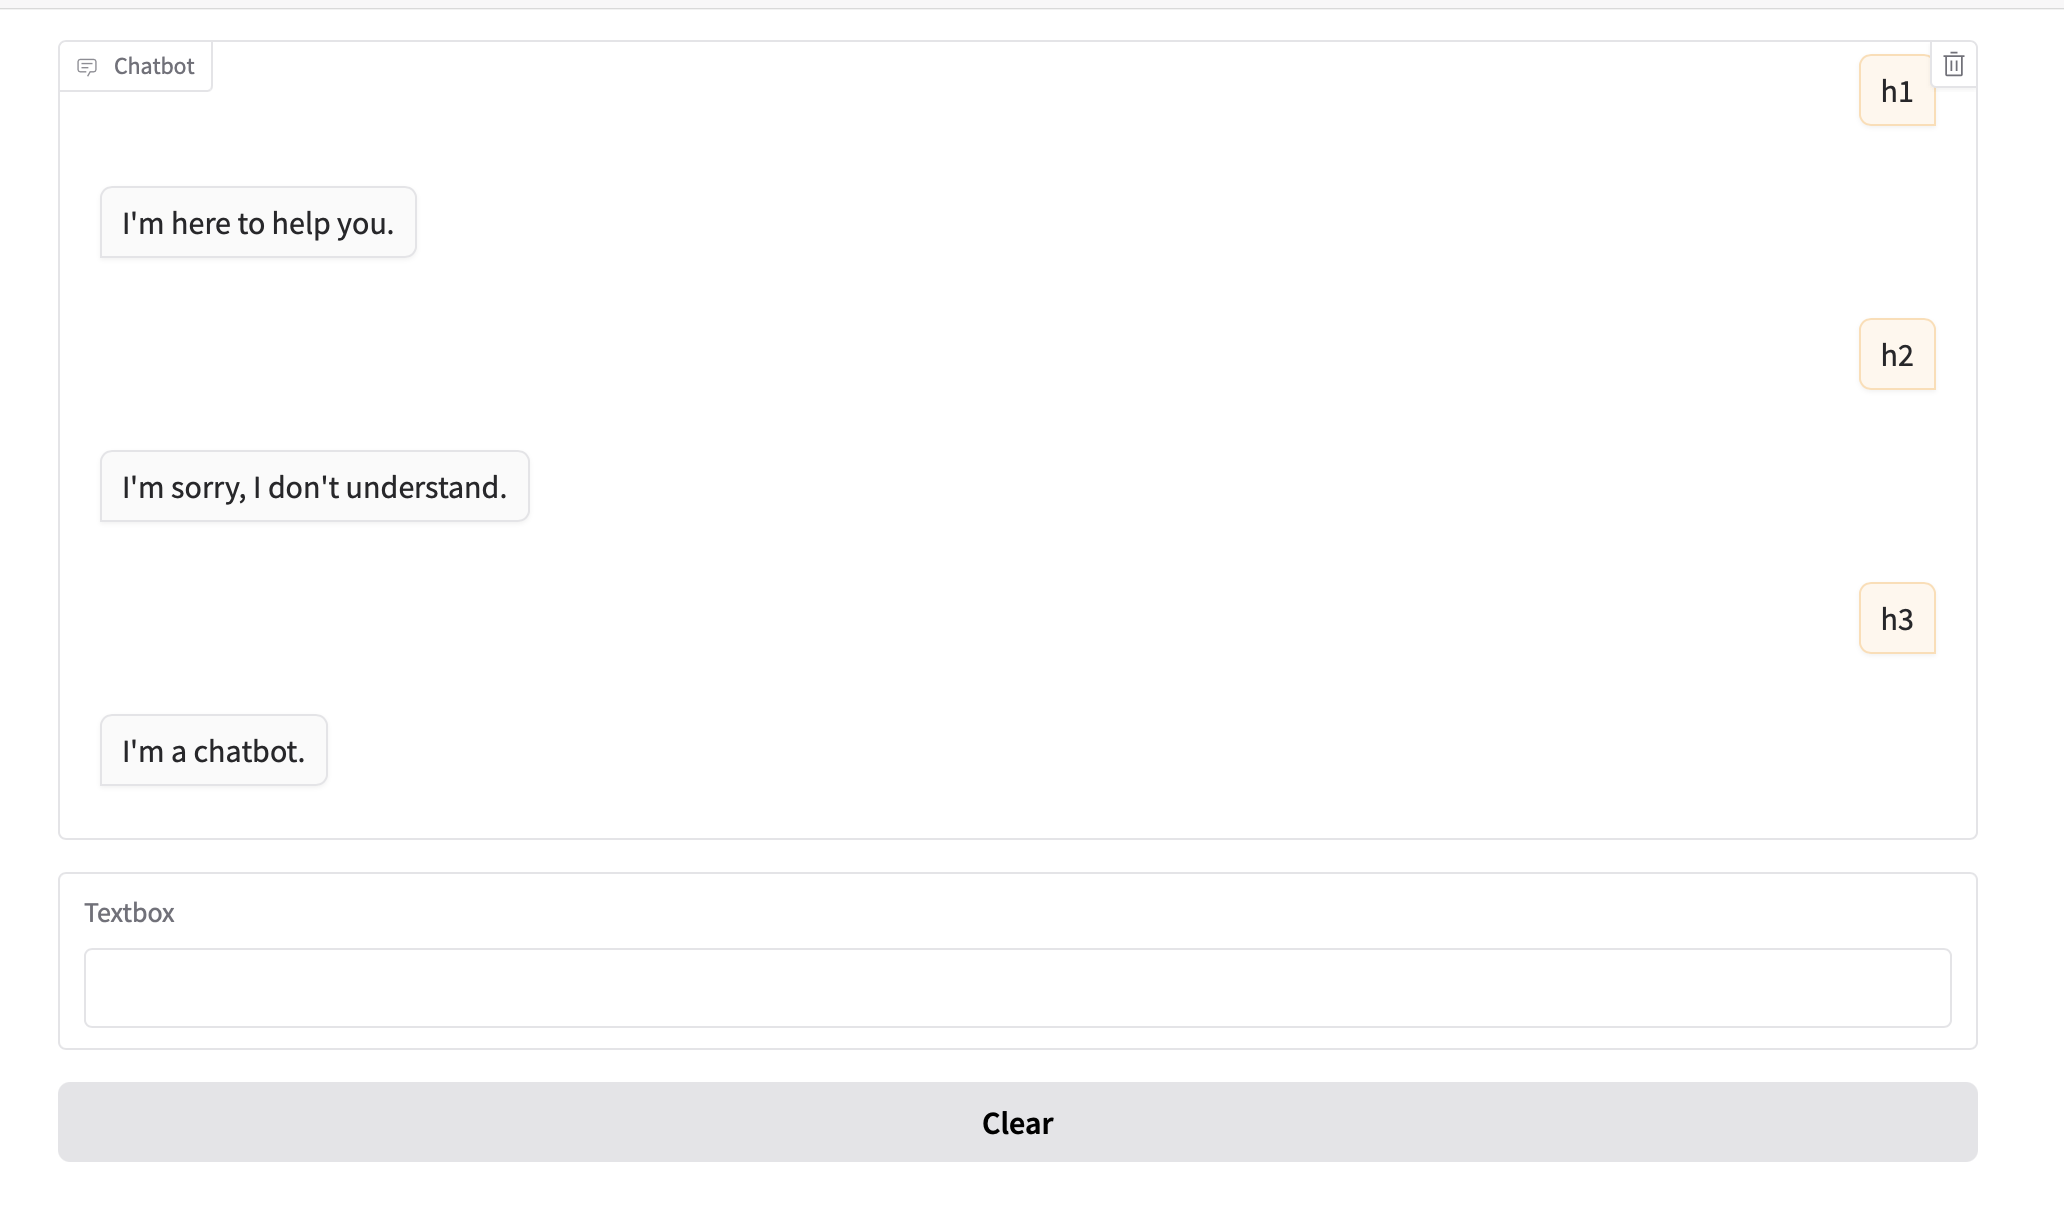 Chatbot
h1
I'm here to help you.
h2
I'm sorry, I don't understand.
h3
I'm a chatbot.
Textbox
Clear